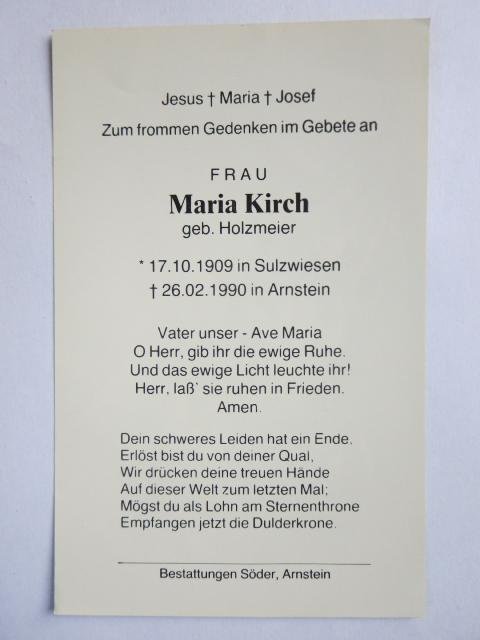 Jesus † Maria † Josef
Zum frommen Gedenken im Gebete an
FRAU
Maria Kirch
geb. Holzmeier
* 17.10.1909 in Sulzwiesen
† 26.02.1990 in Arnstein
Vater unser - Ave Maria
O Herr, gib ihr die ewige Ruhe.
Und das ewige Licht leuchte ihr!
Herr, laß' sie ruhen in Frieden.
Amen.
Dein schweres Leiden hat ein Ende.
Erlöst bist du von deiner Qual,
Wir drücken deine treuen Hände
Auf dieser Welt zum letzten Mal;
Mögst du als Lohn am Sternenthrone
Empfangen jetzt die Dulderkrone.
Bestattungen Söder, Arnstein